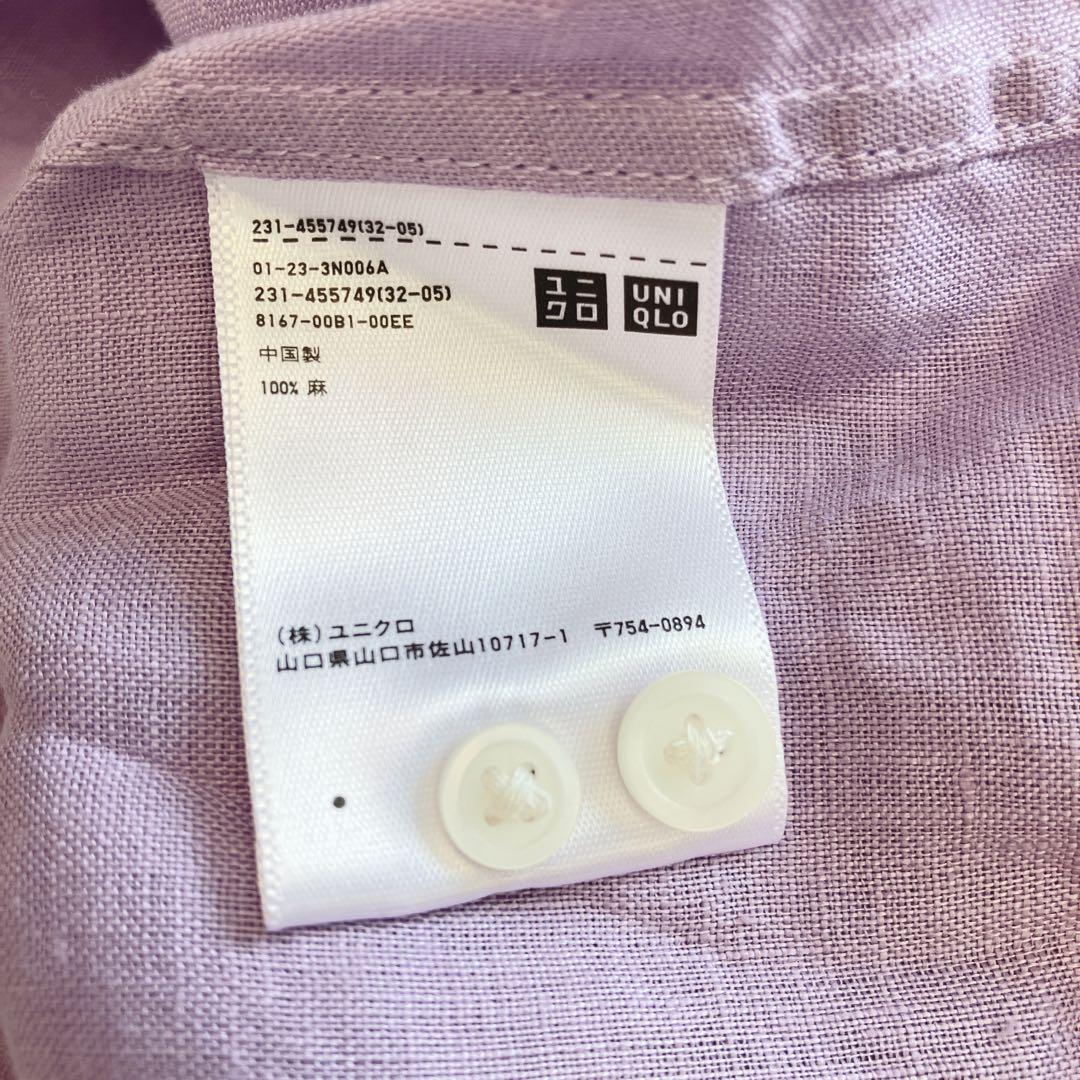 231-455749(32-05)
01-23-3N006A
231-455749(32-05)
8167-00B1-00EE
中国製
100% 麻
ユニ
クロ
UNI
QLO
(株)ユニクロ
山口県山口市佐山10717-1 〒754-0894